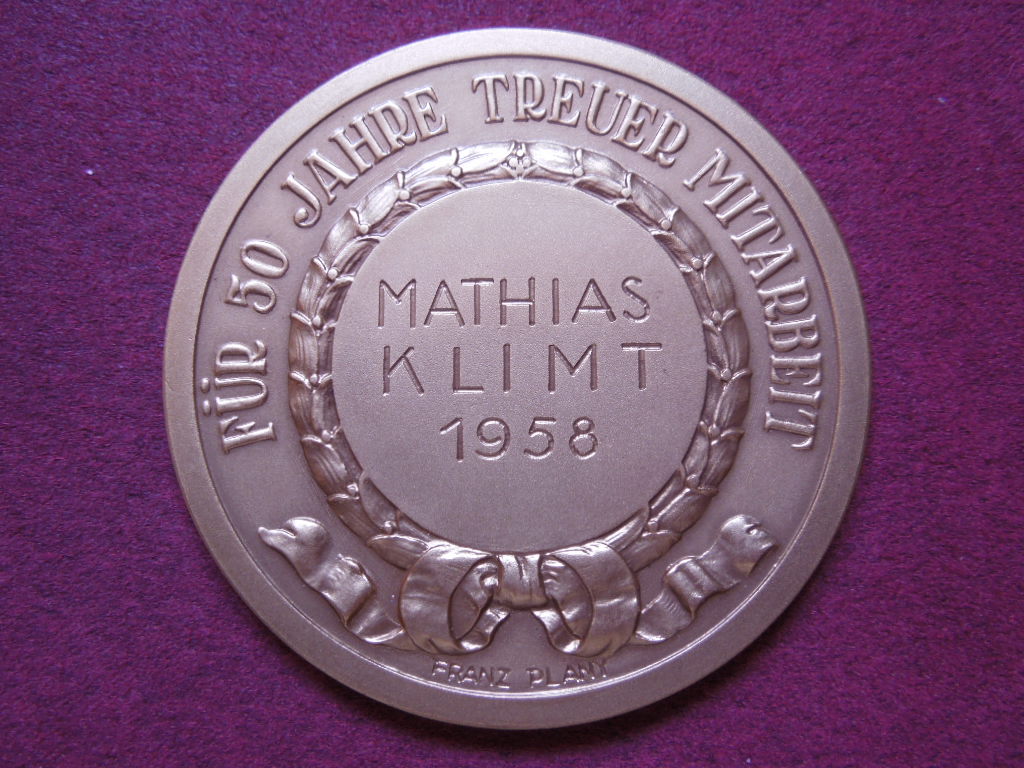 FÜR 50 JAHRE TREUER MITARBEIT
MATHIAS
KLIMT
1958
FRANZ PLANY